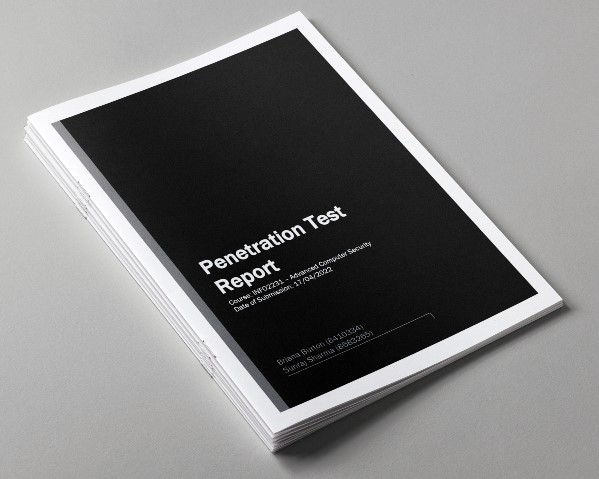 Penetration Test
Report
Course: INFO2231 – Advanced Computer Security
Date of Submission: 17/04/2022
Briana Burton (6410334)
Sunraj Sharma (6663265)